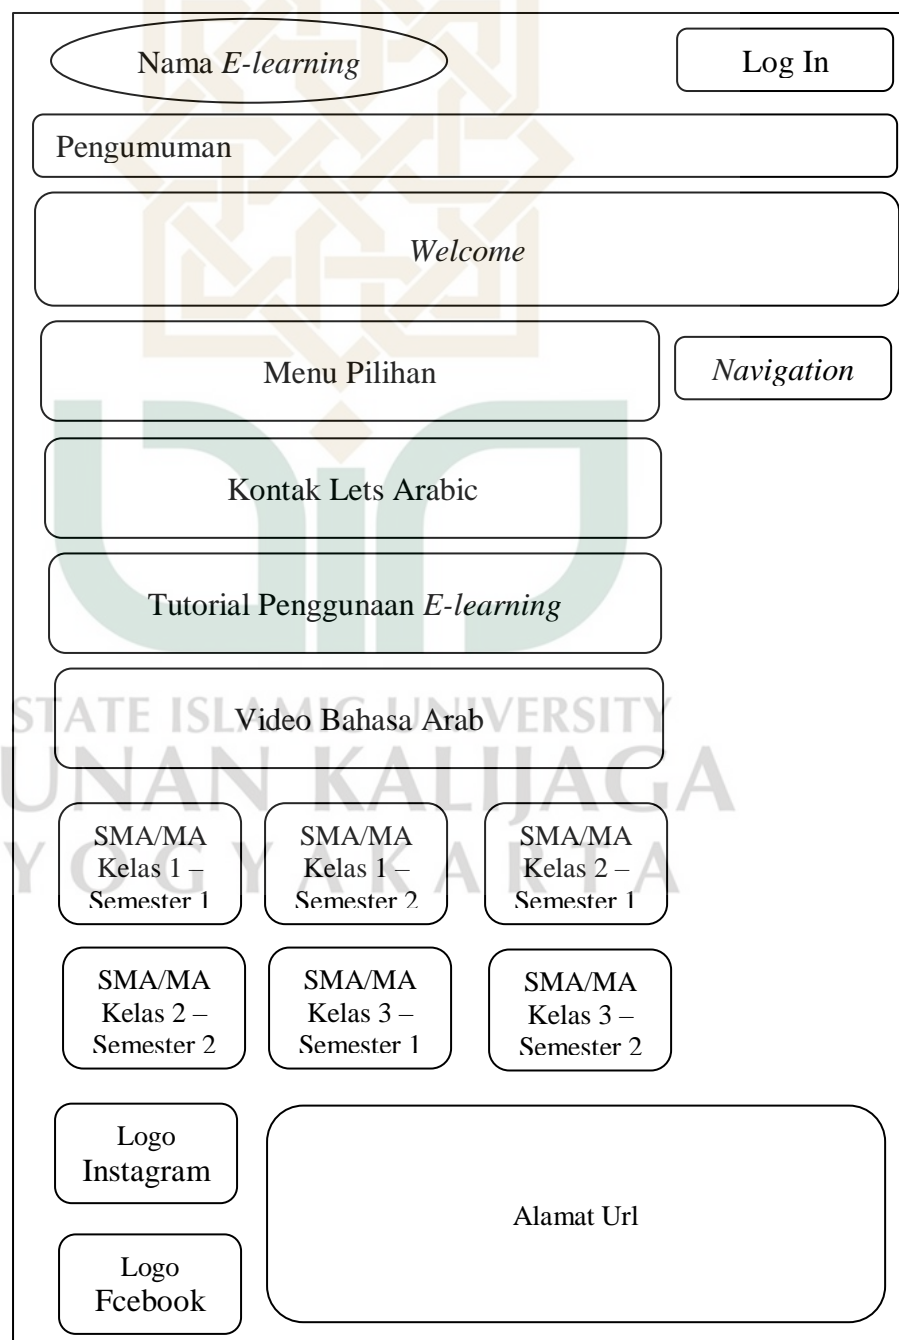 Nama E-learning
Log In
Pengumuman
Welcome
Menu Pilihan
Navigation
Kontak Lets Arabic
Tutorial Penggunaan E-learning
Video Bahasa Arab
STATE ISLAMIC UNIVERSITY
UNAN KALIJAGA
YOGYAKARTA
SMA/MA
Kelas 1 –
Semester 1
SMA/MA
Kelas 1 –
Semester 2
SMA/MA
Kelas 2 –
Semester 1
SMA/MA
Kelas 2 –
Semester 2
SMA/MA
Kelas 3 –
Semester 1
SMA/MA
Kelas 3 –
Semester 2
Logo
Instagram
Alamat Url
Logo
Fcebook